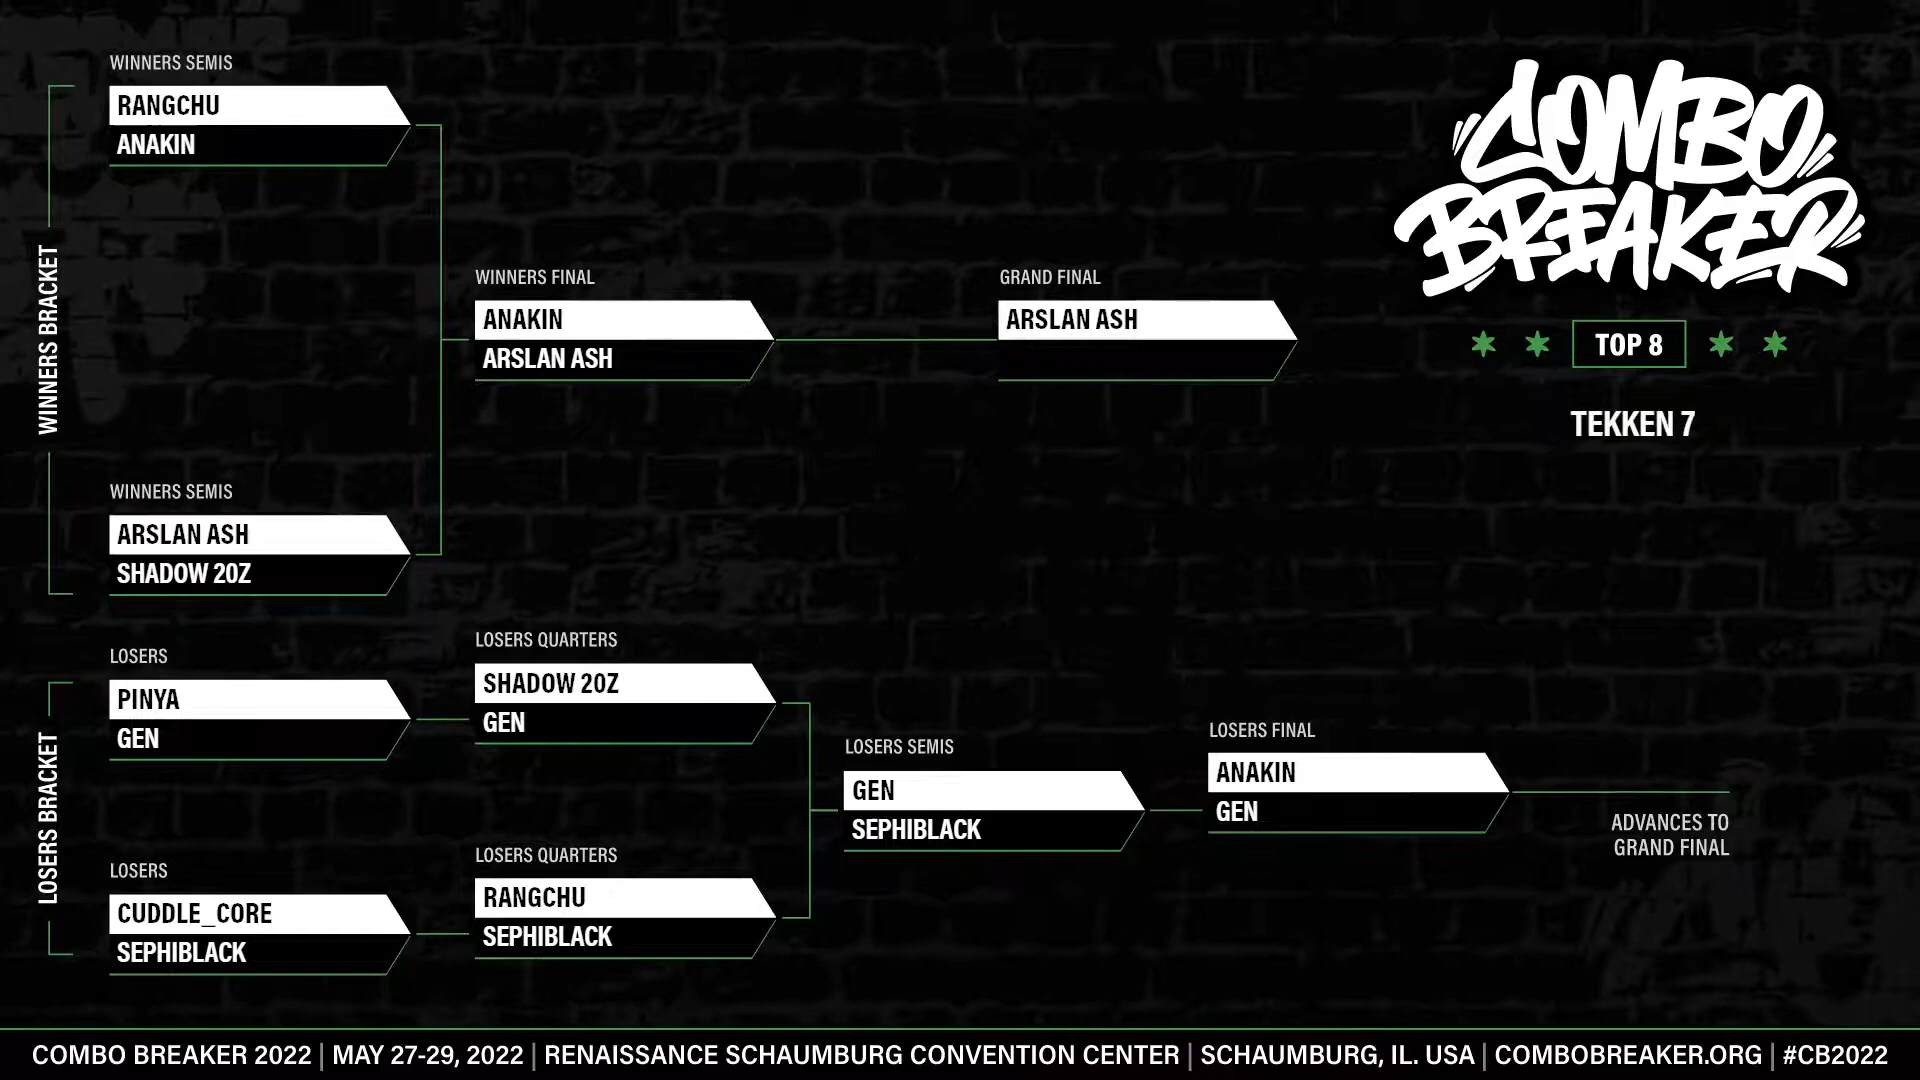 WINNERS SEMIS
RANGCHU
ANAKIN
WINNERS BRACKET
WINNERS FINAL
ANAKIN
ARSLAN ASH
GRAND FINAL
ARSLAN ASH
COMBO
BREAKER
TOP 8
TEKKEN 7
WINNERS SEMIS
ARSLAN ASH
SHADOW 20Z
LOSERS BRACKET
LOSERS
PINYA
GEN
LOSERS QUARTERS
SHADOW 20Z
GEN
LOSERS SEMIS
GEN
SEPHIBLACK
LOSERS FINAL
ANAKIN
GEN
ADVANCES TO
GRAND FINAL
LOSERS
CUDDLE_CORE
SEPHIBLACK
LOSERS QUARTERS
RANGCHU
SEPHIBLACK
COMBO BREAKER 2022 | MAY 27-29, 2022 | RENAISSANCE SCHAUMBURG CONVENTION CENTER | SCHAUMBURG, IL. USA | COMBOBREAKER.ORG | #CB2022